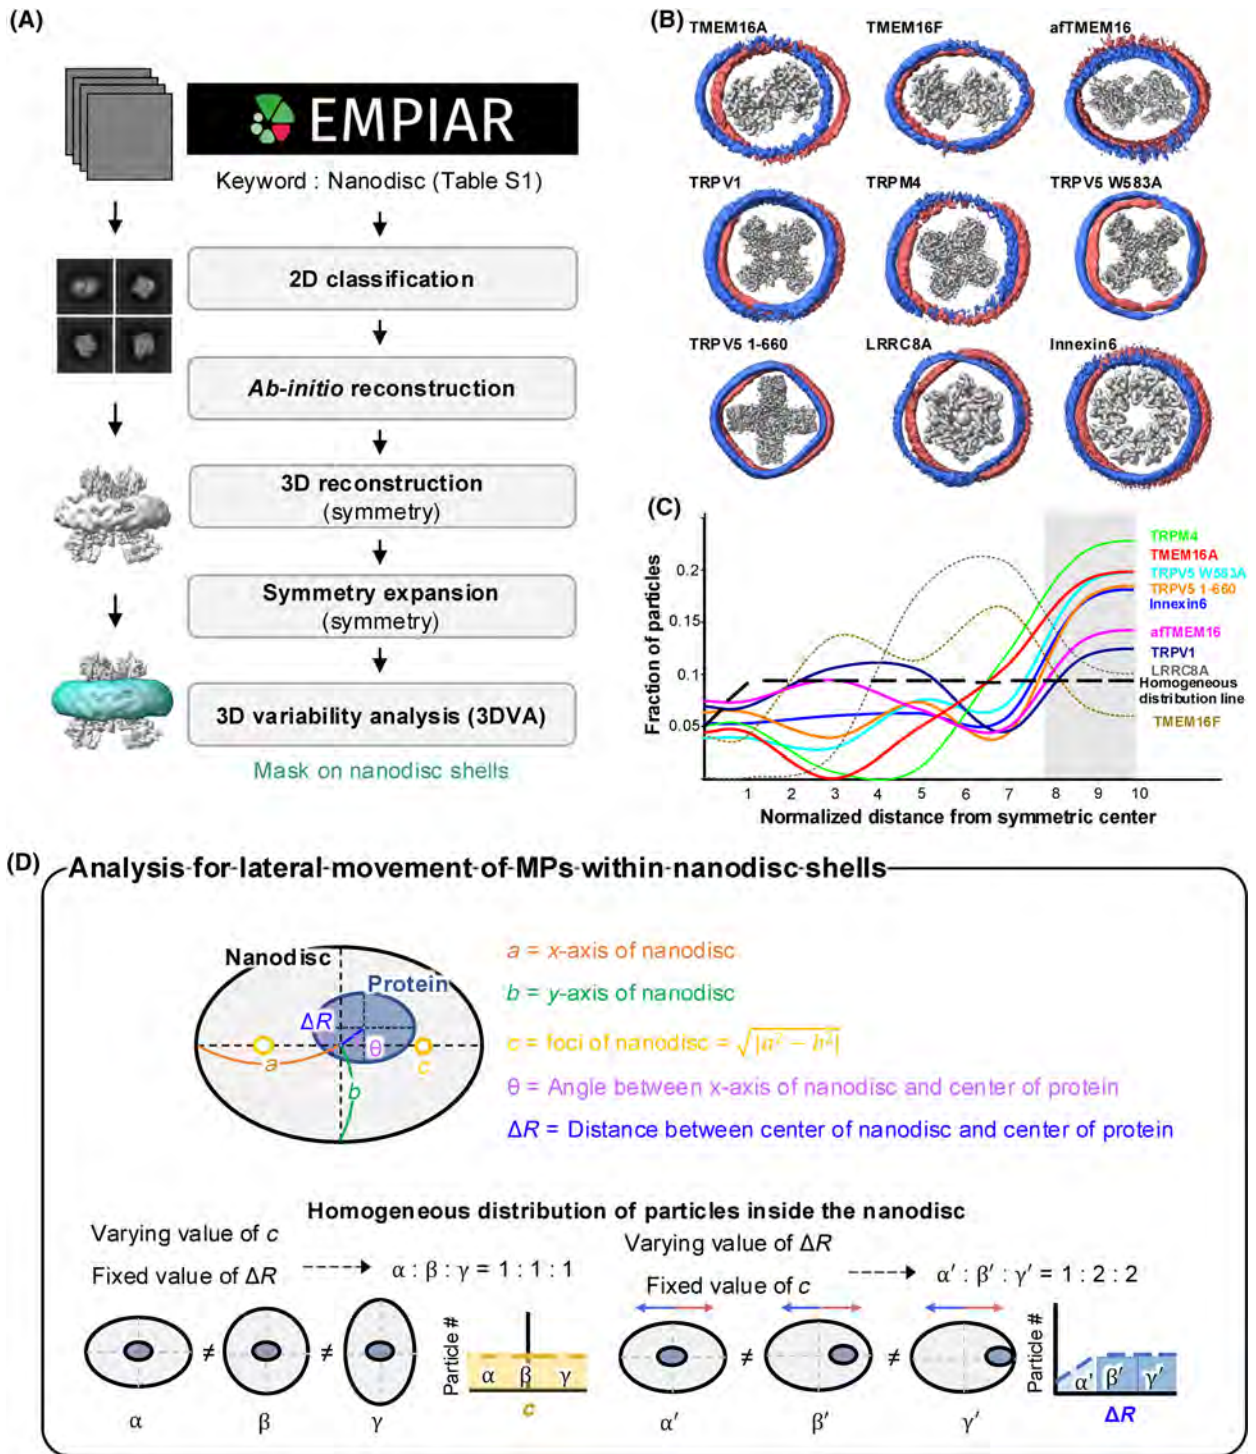 (A)
EMPIAR
Keyword : Nanodisc (Table S1)
2D classification
Ab-initio reconstruction
3D reconstruction
(symmetry)
Symmetry expansion
(symmetry)
3D variability analysis (3DVA)
Mask on nanodisc shells
(B)
TMEM16A
TMEM16F
afTMEM16
TRPV1
TRPM4
TRPV5 W583A
TRPV5 1-660
LRRC8A
Innexin6
(C)
Fraction of particles
0.2
0.15
0.1
0.05
1 2 3 4 5 6 7 8 9 10
Normalized distance from symmetric center
TRPM4
TMEM16A
TRPV5 W583A
TRPV5 1-660
Innexin6
afTMEM16
TRPV1
LRRC8A
Homogeneous
distribution line
TMEM16F
(D)
Analysis for lateral movement of MPs within nanodisc shells
Nanodisc
Protein
ΔR
θ
a
b
c
a = x-axis of nanodisc
b = y-axis of nanodisc
c = foci of nanodisc = √|a² − b²|
θ = Angle between x-axis of nanodisc and center of protein
ΔR = Distance between center of nanodisc and center of protein
Homogeneous distribution of particles inside the nanodisc
Varying value of c
Fixed value of ΔR
α : β : γ = 1 : 1 : 1
≠ ≠
α β γ
Particle #
α β γ
c
Varying value of ΔR
Fixed value of c
α′ : β′ : γ′ = 1 : 2 : 2
≠ ≠
α′ β′ γ′
Particle #
α′ β′ γ′
ΔR